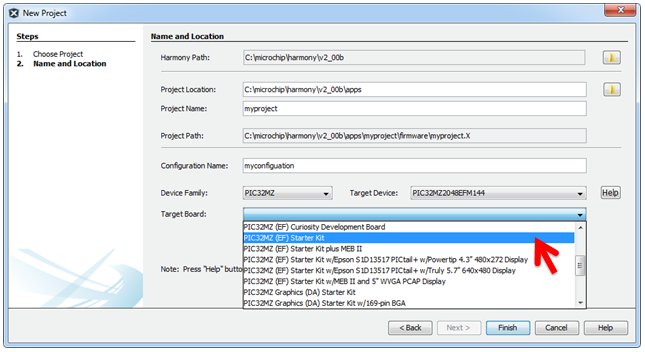 New Project
Steps
1. Choose Project
2. Name and Location
Name and Location
Harmony Path: C:\microchip\harmony\v2_00b
Project Location: C:\microchip\harmony\v2_00b\apps
Project Name: myproject
Project Path: C:\microchip\harmony\v2_00b\apps\myproject\firmware\myproject.X
Configuration Name: myconfiguation
Device Family: PIC32MZ Target Device: PIC32MZ2048EFM144 Help
Target Board:
PIC32MZ (EF) Curiosity Development Board
PIC32MZ (EF) Starter Kit
PIC32MZ (EF) Starter Kit plus MEB II
PIC32MZ (EF) Starter Kit w/Epson S1D13517 PICtail+ w/Powertip 4.3" 480x272 Display
PIC32MZ (EF) Starter Kit w/Epson S1D13517 PICtail+ w/Truly 5.7" 640x480 Display
Note: Press "Help" butto
PIC32MZ (EF) Starter Kit w/MEB II and 5" WVGA PCAP Display
PIC32MZ Graphics (DA) Starter Kit
PIC32MZ Graphics (DA) Starter Kit w/169-pin BGA
< Back Next > Finish Cancel Help